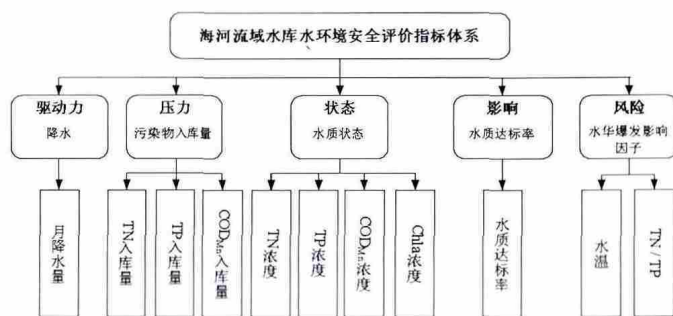 海河流域水库水环境安全评价指标体系
驱动力
降水
压力
污染物入库量
状态
水质状态
影响
水质达标率
风险
水华爆发影响
因子
月降水量
TN入库量
TP入库量
CODMn入库量
TN浓度
TP浓度
CODMn浓度
Chla浓度
水质达标率
水温
TN/TP